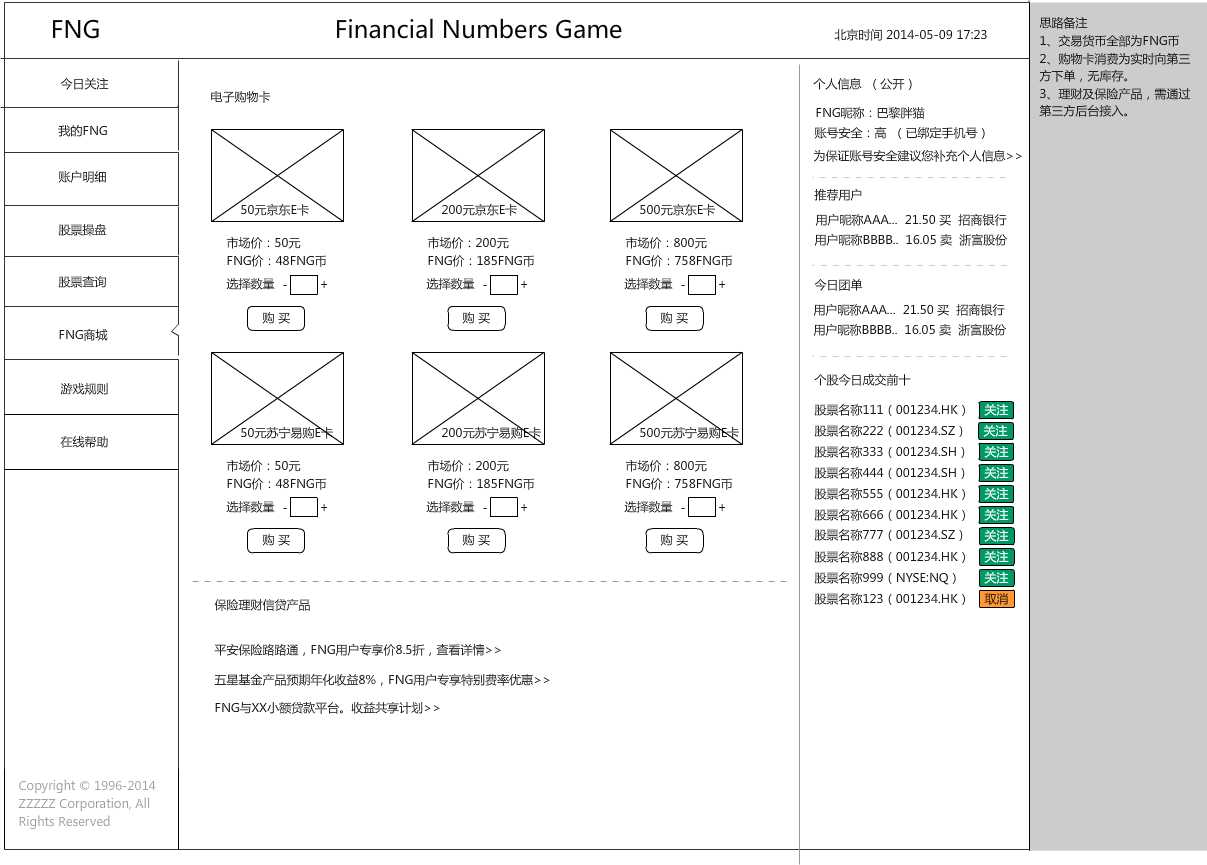 FNG
Financial Numbers Game
北京时间 2014-05-09 17:23
今日关注
我的FNG
账户明细
股票操盘
股票查询
FNG商城
游戏规则
在线帮助
Copyright © 1996-2014
ZZZZZ Corporation, All
Rights Reserved
电子购物卡
50元京东E卡
200元京东E卡
500元京东E卡
市场价：50元
市场价：200元
市场价：800元
FNG价：48FNG币
FNG价：185FNG币
FNG价：758FNG币
选择数量 - +
选择数量 - +
选择数量 - +
购 买
购 买
购 买
50元苏宁易购E卡
200元苏宁易购E卡
500元苏宁易购E卡
市场价：50元
市场价：200元
市场价：800元
FNG价：48FNG币
FNG价：185FNG币
FNG价：758FNG币
选择数量 - +
选择数量 - +
选择数量 - +
购 买
购 买
购 买
保险理财信贷产品
平安保险路路通，FNG用户专享价8.5折，查看详情>>
五星基金产品预期年化收益8%，FNG用户专享特别费率优惠>>
FNG与XX小额贷款平台。收益共享计划>>
个人信息 （公开 ）
FNG昵称：巴黎胖猫
账号安全：高 （ 已绑定手机号 ）
为保证账号安全建议您补充个人信息>>
推荐用户
用户昵称AAA... 21.50 买 招商银行
用户昵称BBBB.. 16.05 卖 浙富股份
今日团单
用户昵称AAA... 21.50 买 招商银行
用户昵称BBBB.. 16.05 卖 浙富股份
个股今日成交前十
股票名称111（ 001234.HK ） 关注
股票名称222（ 001234.SZ ） 关注
股票名称333（ 001234.SH ） 关注
股票名称444（ 001234.SH ） 关注
股票名称555（ 001234.HK ） 关注
股票名称666（ 001234.HK ） 关注
股票名称777（ 001234.SZ ） 关注
股票名称888（ 001234.HK ） 关注
股票名称999（ NYSE:NQ ） 关注
股票名称123（ 001234.HK ） 取消
思路备注
1、交易货币全部为FNG币
2、购物卡消费为实时向第三
方下单，无库存。
3、理财及保险产品，需通过
第三方后台接入。